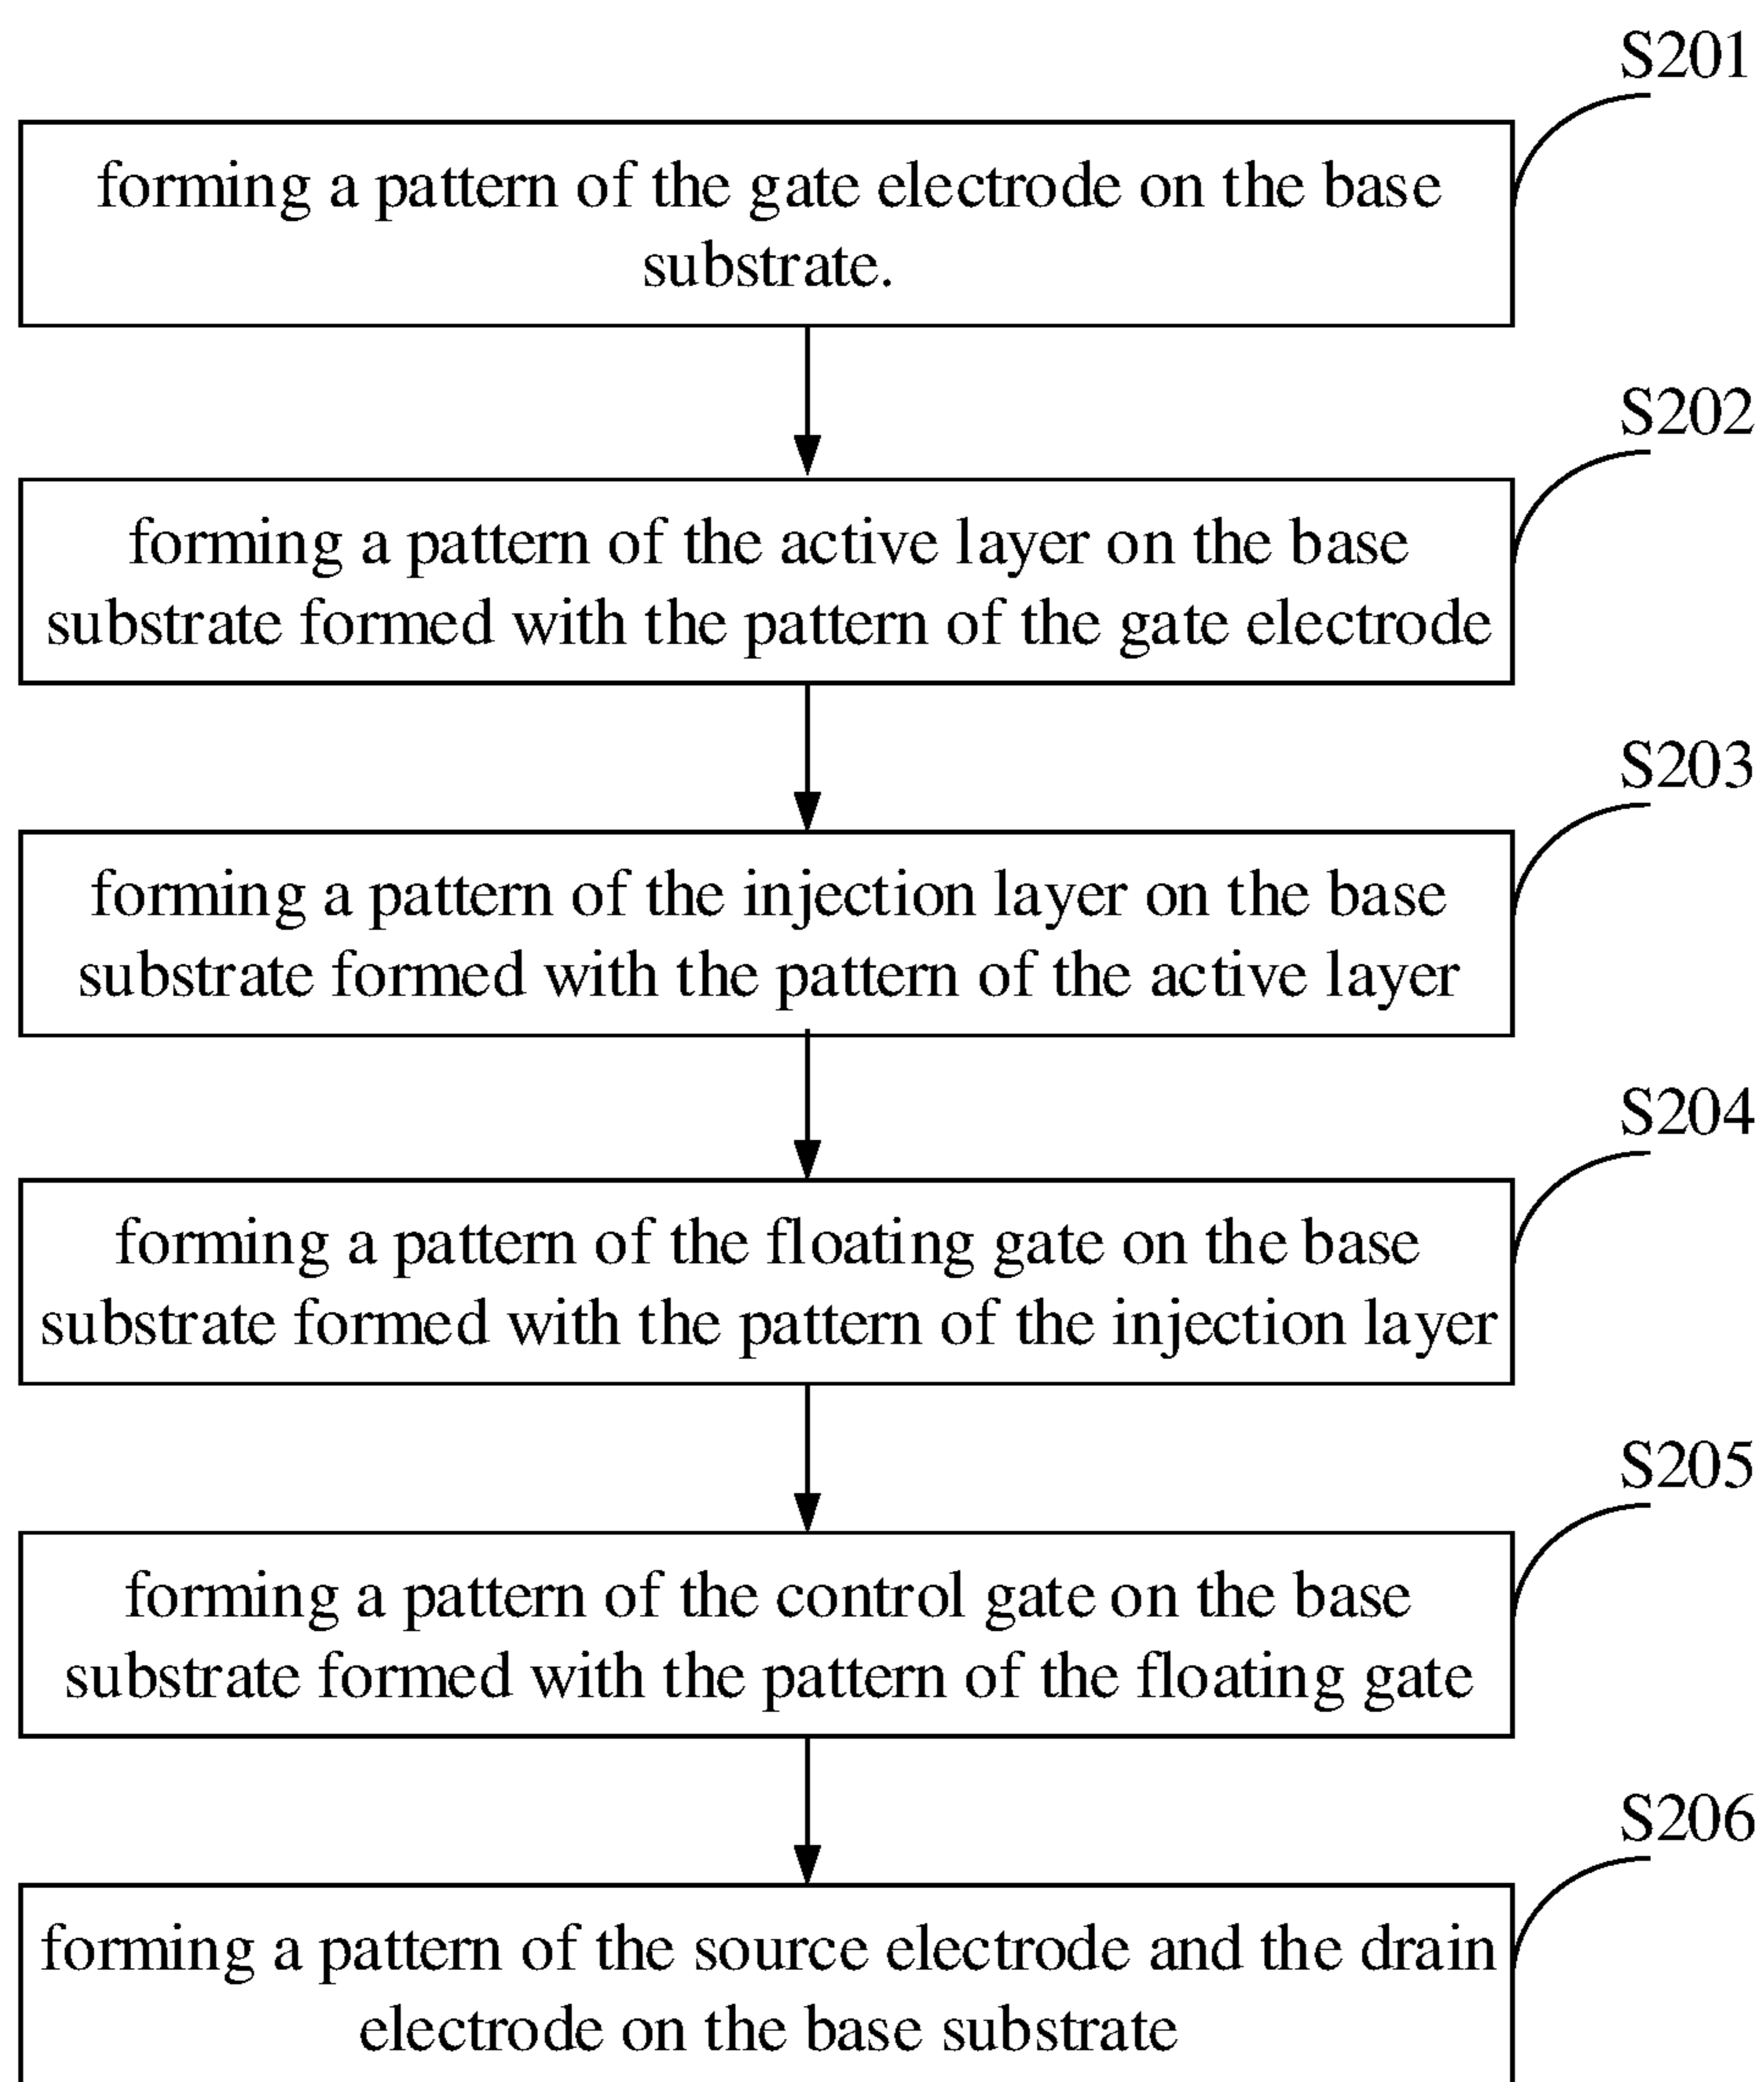 S201
forming a pattern of the gate electrode on the base
substrate.
S202
forming a pattern of the active layer on the base
substrate formed with the pattern of the gate electrode
S203
forming a pattern of the injection layer on the base
substrate formed with the pattern of the active layer
S204
forming a pattern of the floating gate on the base
substrate formed with the pattern of the injection layer
S205
forming a pattern of the control gate on the base
substrate formed with the pattern of the floating gate
S206
forming a pattern of the source electrode and the drain
electrode on the base substrate